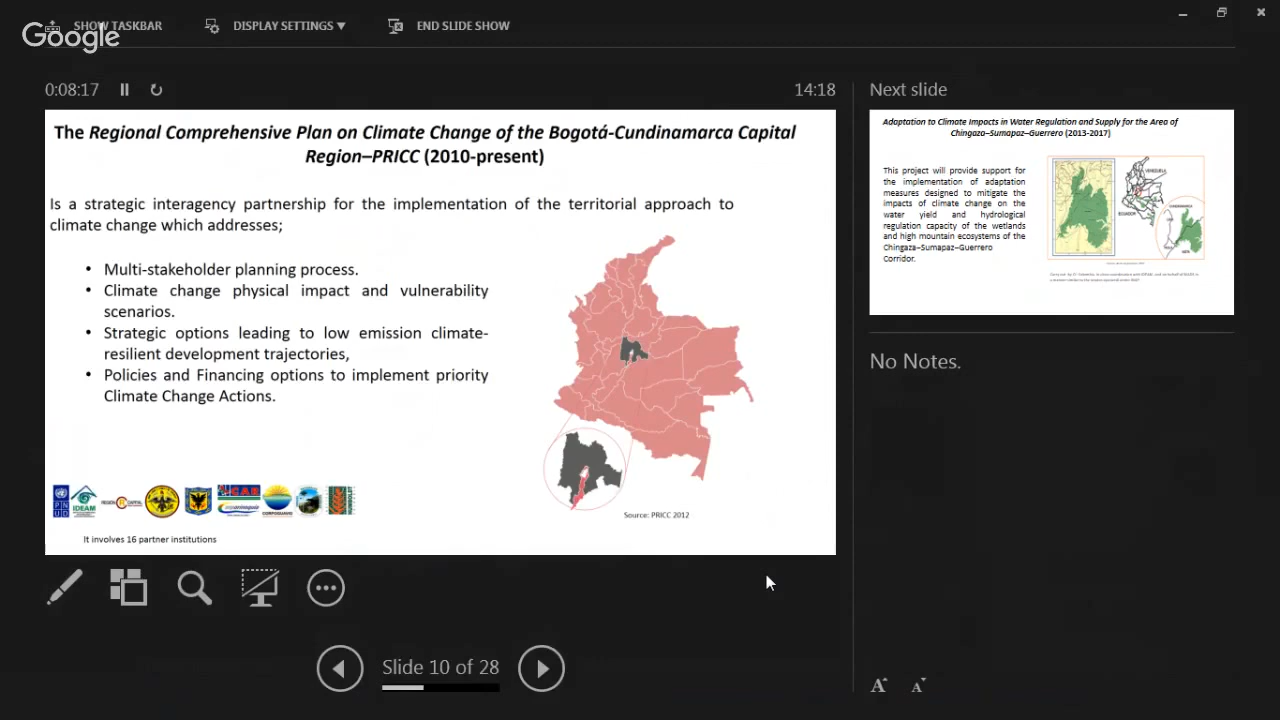 SHOW TASKBAR
DISPLAY SETTINGS ▼
END SLIDE SHOW
Google
0:08:17
14:18
The Regional Comprehensive Plan on Climate Change of the Bogotá-Cundinamarca Capital
Region–PRICC (2010-present)
Is a strategic interagency partnership for the implementation of the territorial approach to
climate change which addresses;
• Multi-stakeholder planning process.
• Climate change physical impact and vulnerability
scenarios.
• Strategic options leading to low emission climate-
resilient development trajectories,
• Policies and Financing options to implement priority
Climate Change Actions.
PNUD
IDEAM
CAR
Source: PRICC 2012
It involves 16 partner institutions
Slide 10 of 28
Next slide
Adaptation to Climate Impacts in Water Regulation and Supply for the Area of
Chingaza–Sumapaz–Guerrero (2013-2017)
This project will provide support for
the implementation of adaptation
measures designed to mitigate the
impacts of climate change on the
water yield and hydrological
regulation capacity of the wetlands
and high mountain ecosystems of the
Chingaza–Sumapaz–Guerrero
Corridor.
VENEZUELA
ECUADOR
No Notes.
A A